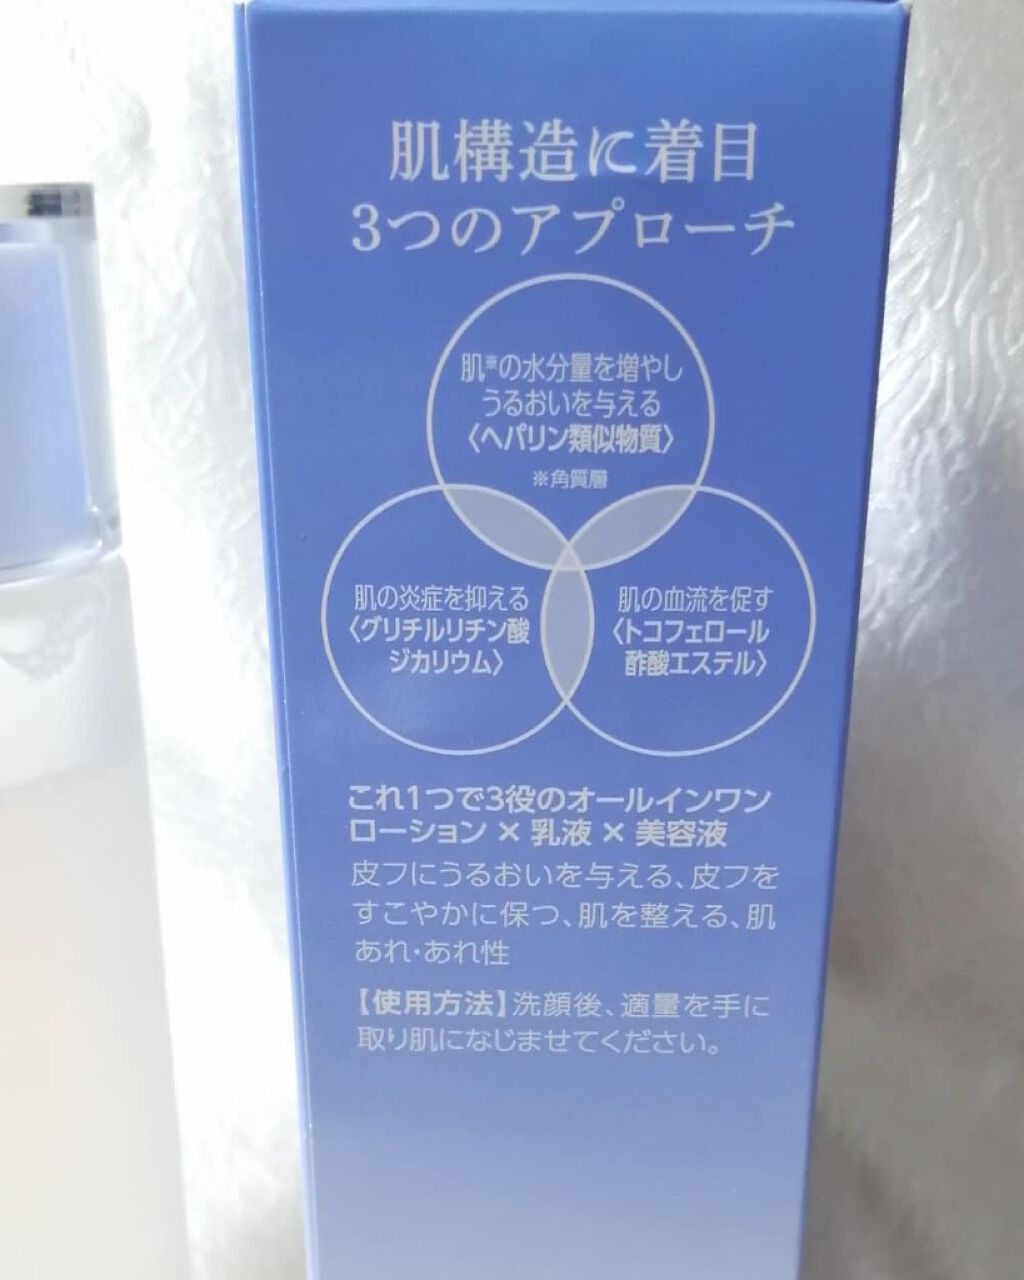 肌構造に着目
3つのアプローチ
肌※の水分量を増やし
うるおいを与える
〈ヘパリン類似物質〉
※角質層
肌の炎症を抑える
〈グリチルリチン酸
ジカリウム〉
肌の血流を促す
〈トコフェロール
酢酸エステル〉
これ1つで3役のオールインワン
ローション × 乳液 × 美容液
皮フにうるおいを与える、皮フを
すこやかに保つ、肌を整える、肌
あれ・あれ性
【使用方法】洗顔後、適量を手に
取り肌になじませてください。